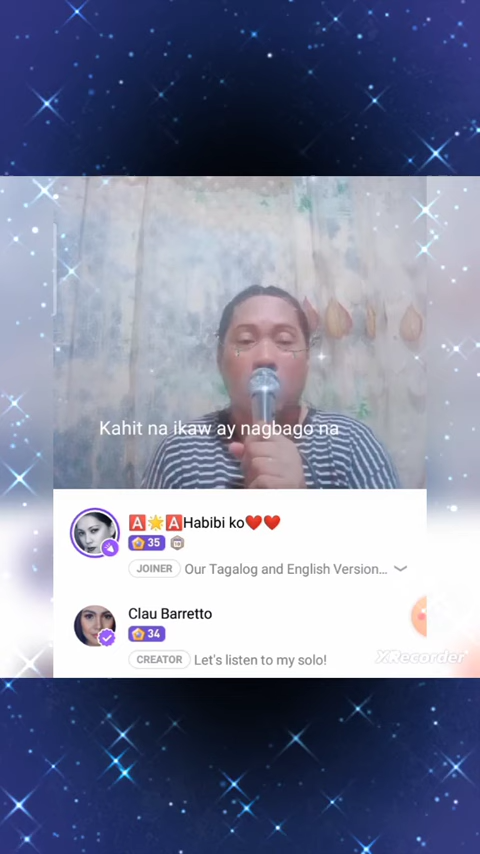 Kahit na ikaw ay nagbago na
🅰️🌟🅰️Habibi ko❤️❤️
35
JOINER Our Tagalog and English Version...
Clau Barretto
34
CREATOR Let's listen to my solo!
XRecorder